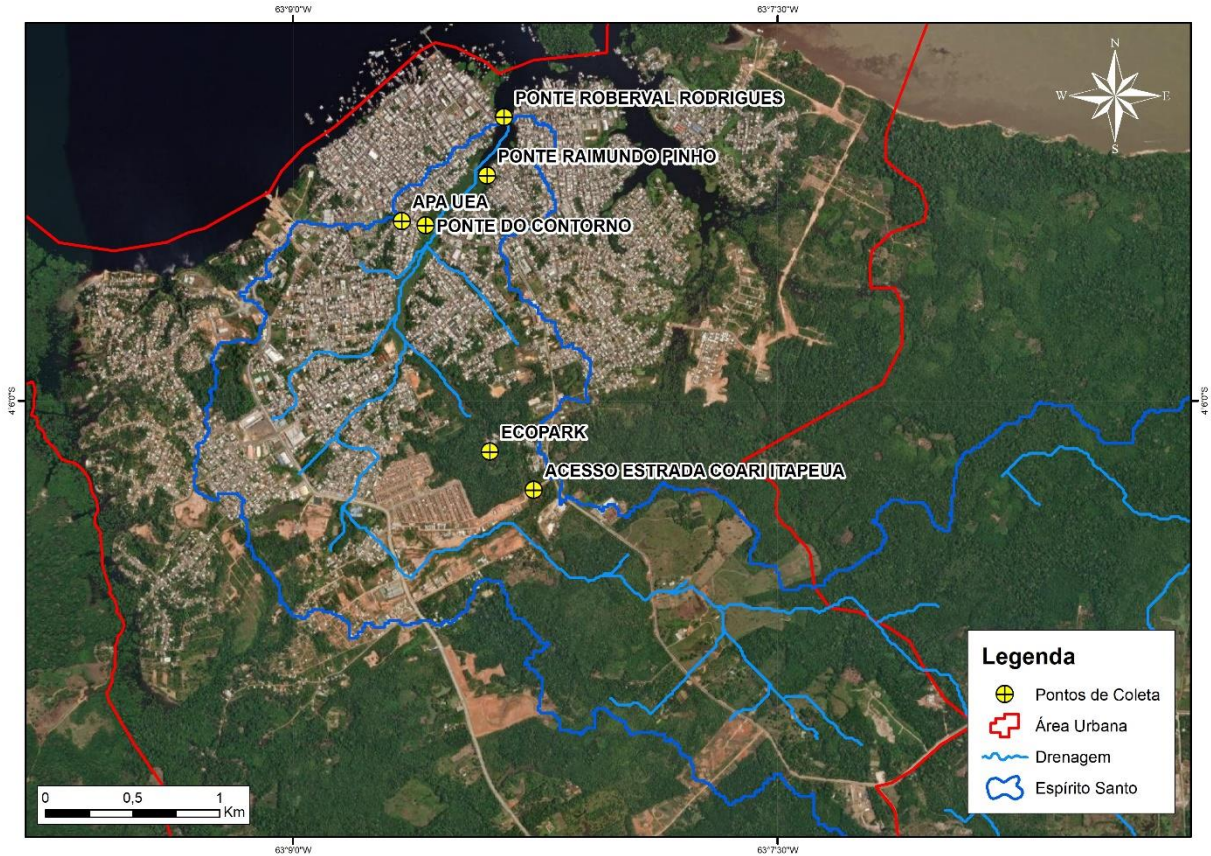 63°9'0"W
63°7'30"W
N
W
E
S
PONTE ROBERVAL RODRIGUES
PONTE RAIMUNDO PINHO
APA UEA
PONTE DO CONTORNO
4°6'0"S
4°6'0"S
ECOPARK
ACESSO ESTRADA COARI ITAPEUA
Legenda
Pontos de Coleta
Área Urbana
Drenagem
Espírito Santo
0 0,5 1
Km
63°9'0"W
63°7'30"W